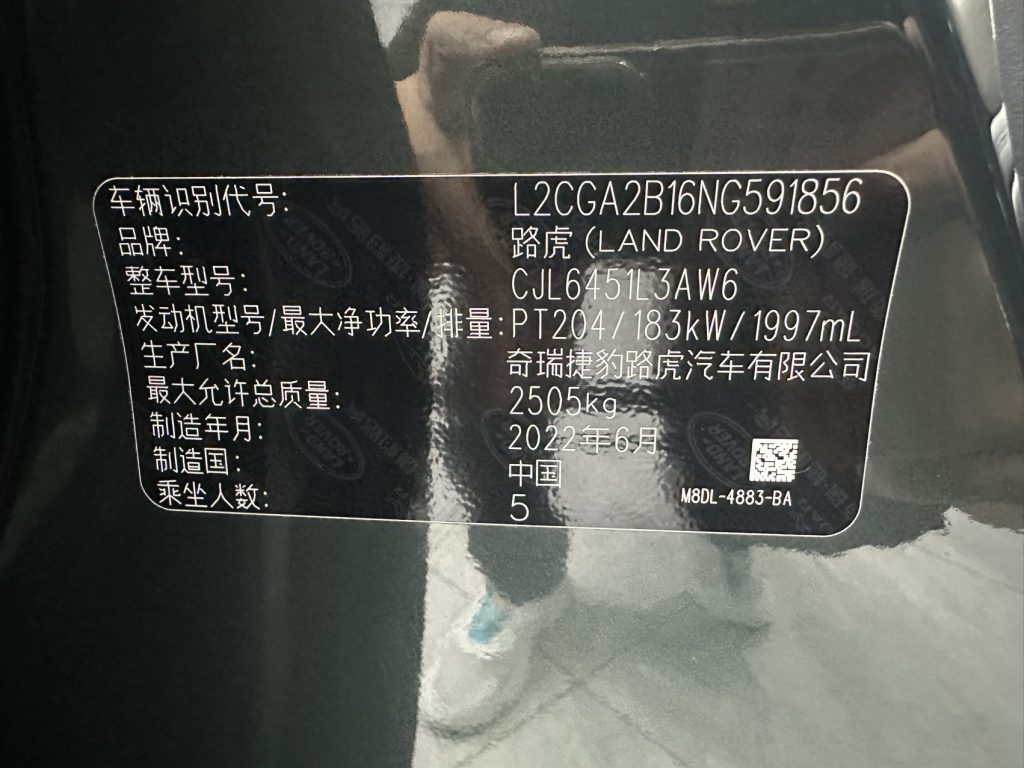 车辆识别代号: L2CGA2B16NG591856
品牌: 路虎 (LAND ROVER)
整车型号: CJL6451L3AW6
发动机型号/最大净功率/排量: PT204/183kW/1997mL
生产厂名: 奇瑞捷豹路虎汽车有限公司
最大允许总质量: 2505kg
制造年月: 2022年6月
制造国: 中国
乘坐人数: 5
M8DL-4883-BA
LAND ROVER